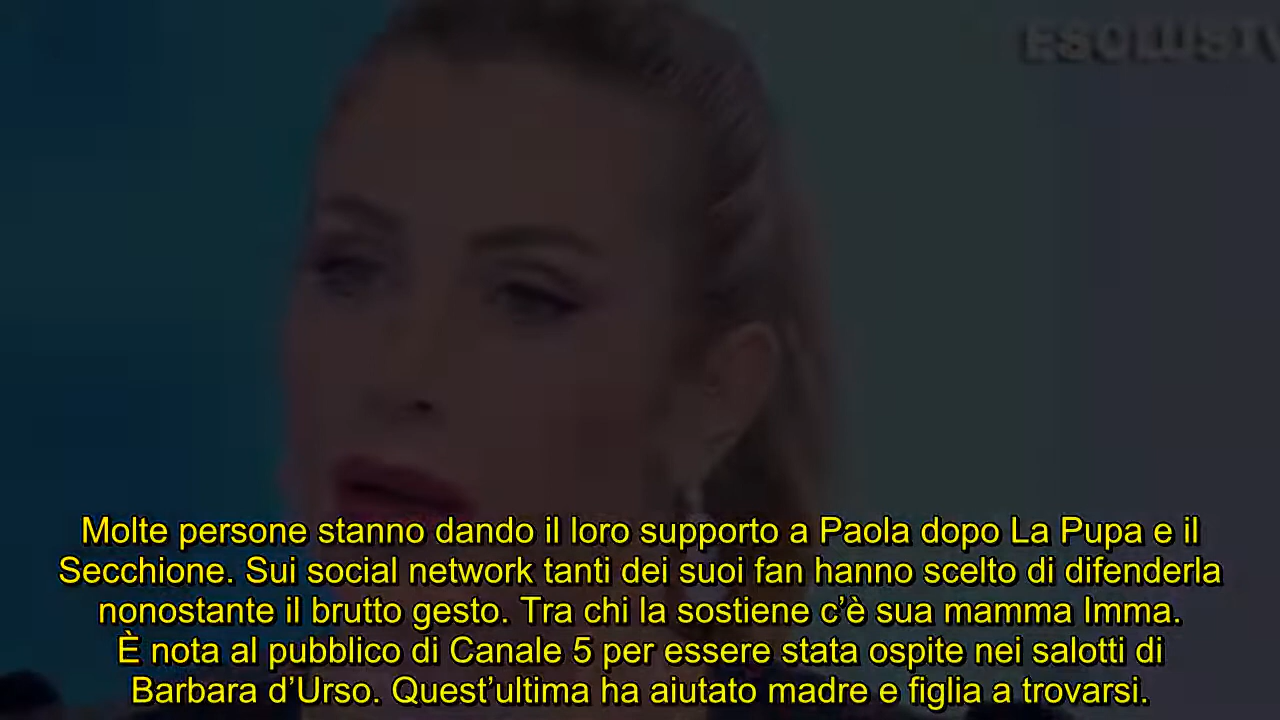 ESCLUSIV
Molte persone stanno dando il loro supporto a Paola dopo La Pupa e il
Secchione. Sui social network tanti dei suoi fan hanno scelto di difenderla
nonostante il brutto gesto. Tra chi la sostiene c’è sua mamma Imma.
È nota al pubblico di Canale 5 per essere stata ospite nei salotti di
Barbara d’Urso. Quest’ultima ha aiutato madre e figlia a trovarsi.